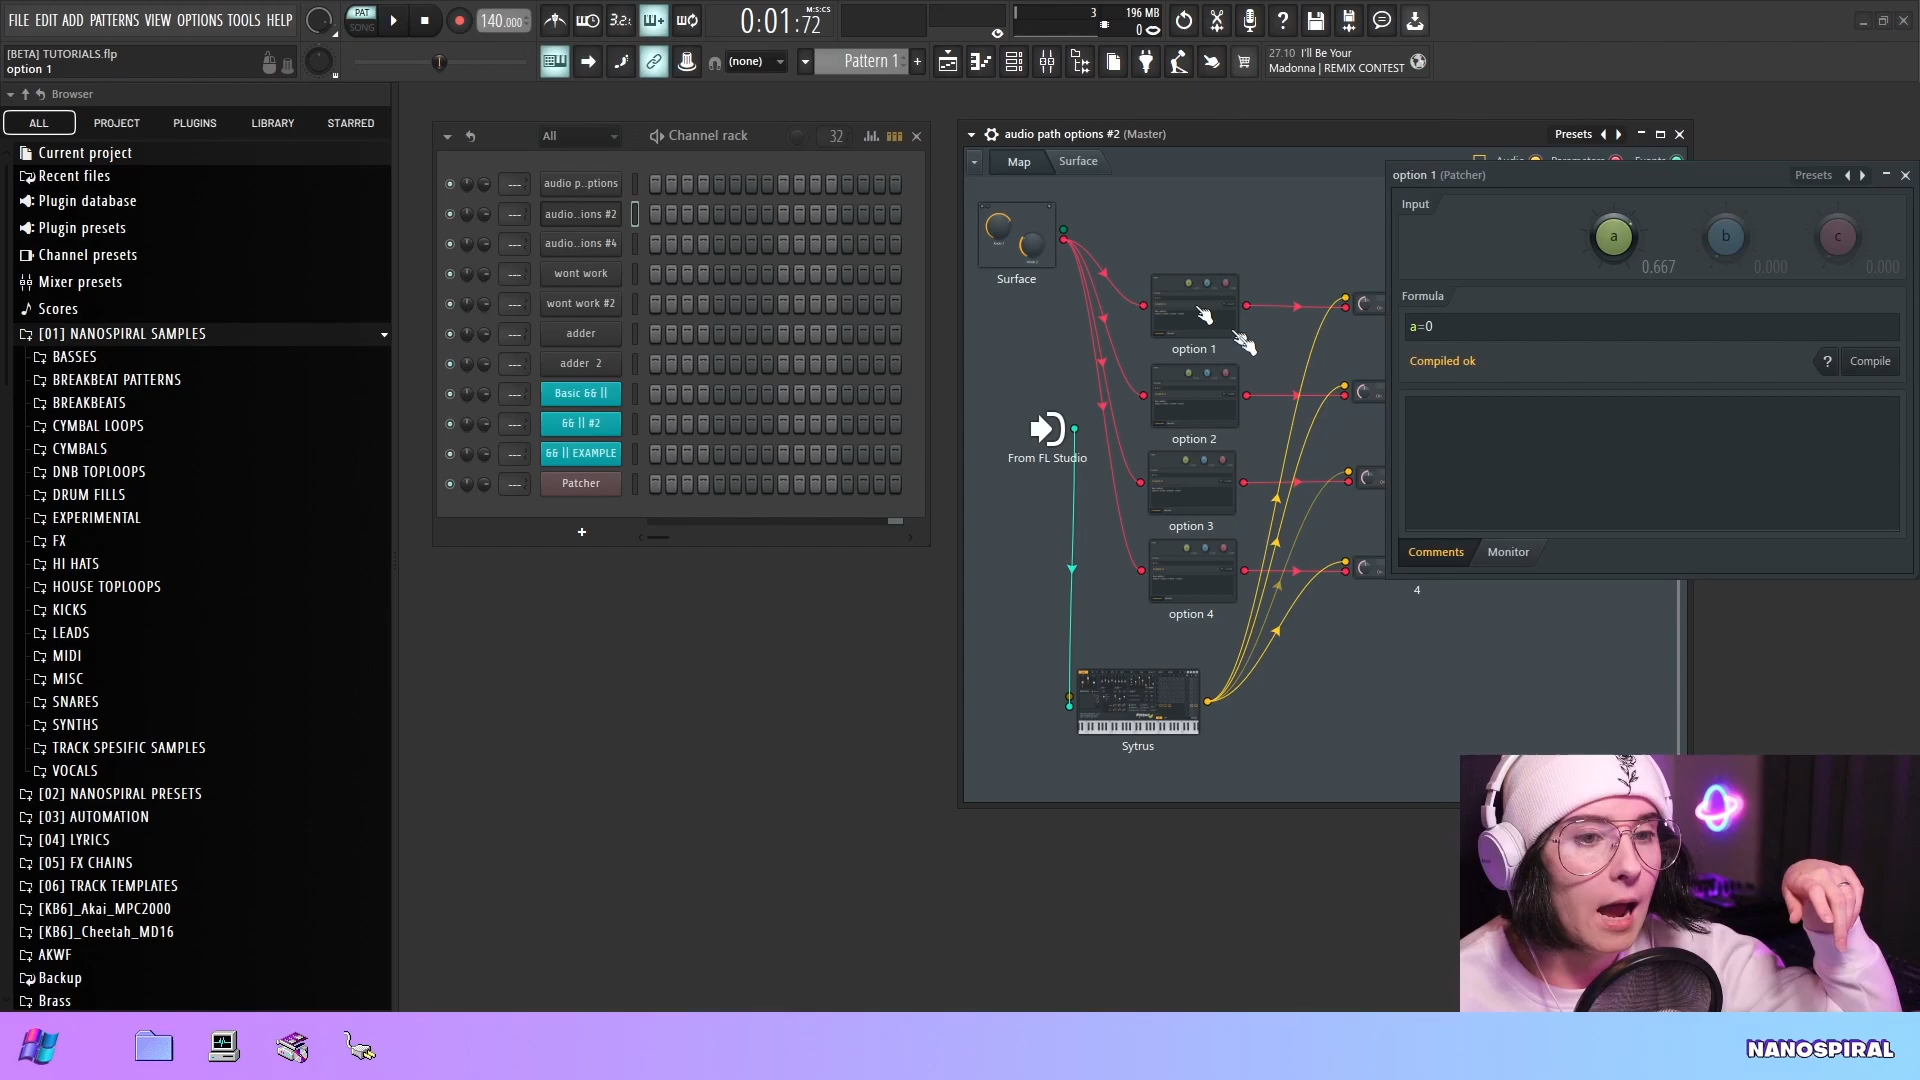 FILE EDIT ADD PATTERNS VIEW OPTIONS TOOLS HELP
PAT
SONG
140.000
3.2:
0:01:72
M:S:CS
3
196 MB
0
[BETA] TUTORIALS.flp
option 1
(none)
Pattern 1
+
27.10 I'll Be Your
Madonna | REMIX CONTEST
Browser
ALL
PROJECT
PLUGINS
LIBRARY
STARRED
Current project
Recent files
Plugin database
Plugin presets
Channel presets
Mixer presets
Scores
[01] NANOSPIRAL SAMPLES
BASSES
BREAKBEAT PATTERNS
BREAKBEATS
CYMBAL LOOPS
CYMBALS
DNB TOPLOOPS
DRUM FILLS
EXPERIMENTAL
FX
HI HATS
HOUSE TOPLOOPS
KICKS
LEADS
MIDI
MISC
SNARES
SYNTHS
TRACK SPESIFIC SAMPLES
VOCALS
[02] NANOSPIRAL PRESETS
[03] AUTOMATION
[04] LYRICS
[05] FX CHAINS
[06] TRACK TEMPLATES
[KB6]_Akai_MPC2000
[KB6]_Cheetah_MD16
AKWF
Backup
Brass
All
Channel rack
32
--- audio p..ptions
--- audio..ions #2
--- audio..ions #4
--- wont work
--- wont work #2
--- adder
--- adder 2
--- Basic && ||
--- && || #2
--- && || EXAMPLE
--- Patcher
+
audio path options #2 (Master)
Presets
Map
Surface
Surface
option 1
option 2
option 3
option 4
4
From FL Studio
Sytrus
option 1 (Patcher)
Presets
Input
a
b
c
0.667
0.000
0.000
Formula
a=0
Compiled ok
?
Compile
Comments
Monitor
NANOSPIRAL